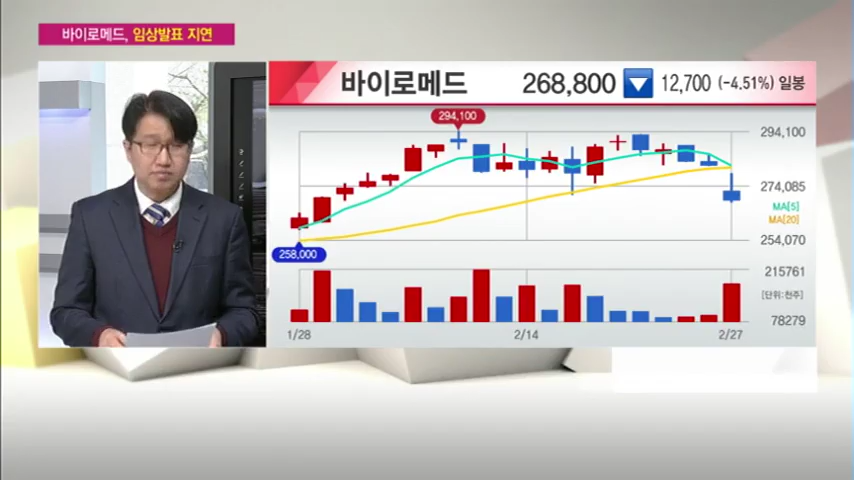 바이로메드, 임상발표 지연
바이로메드 268,800 12,700 (-4.51%) 일봉
294,100
294,100
274,085
MA[5]
MA[20]
254,070
258,000
215761
[단위:천주]
78279
1/28 2/14 2/27